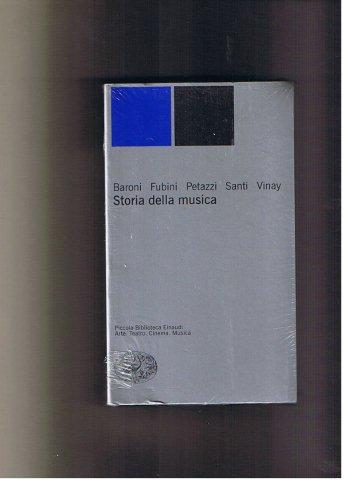 Baroni Fubini Petazzi Santi Vinay
Storia della musica
Piccola Biblioteca Einaudi
Arte. Teatro. Cinema. Musica